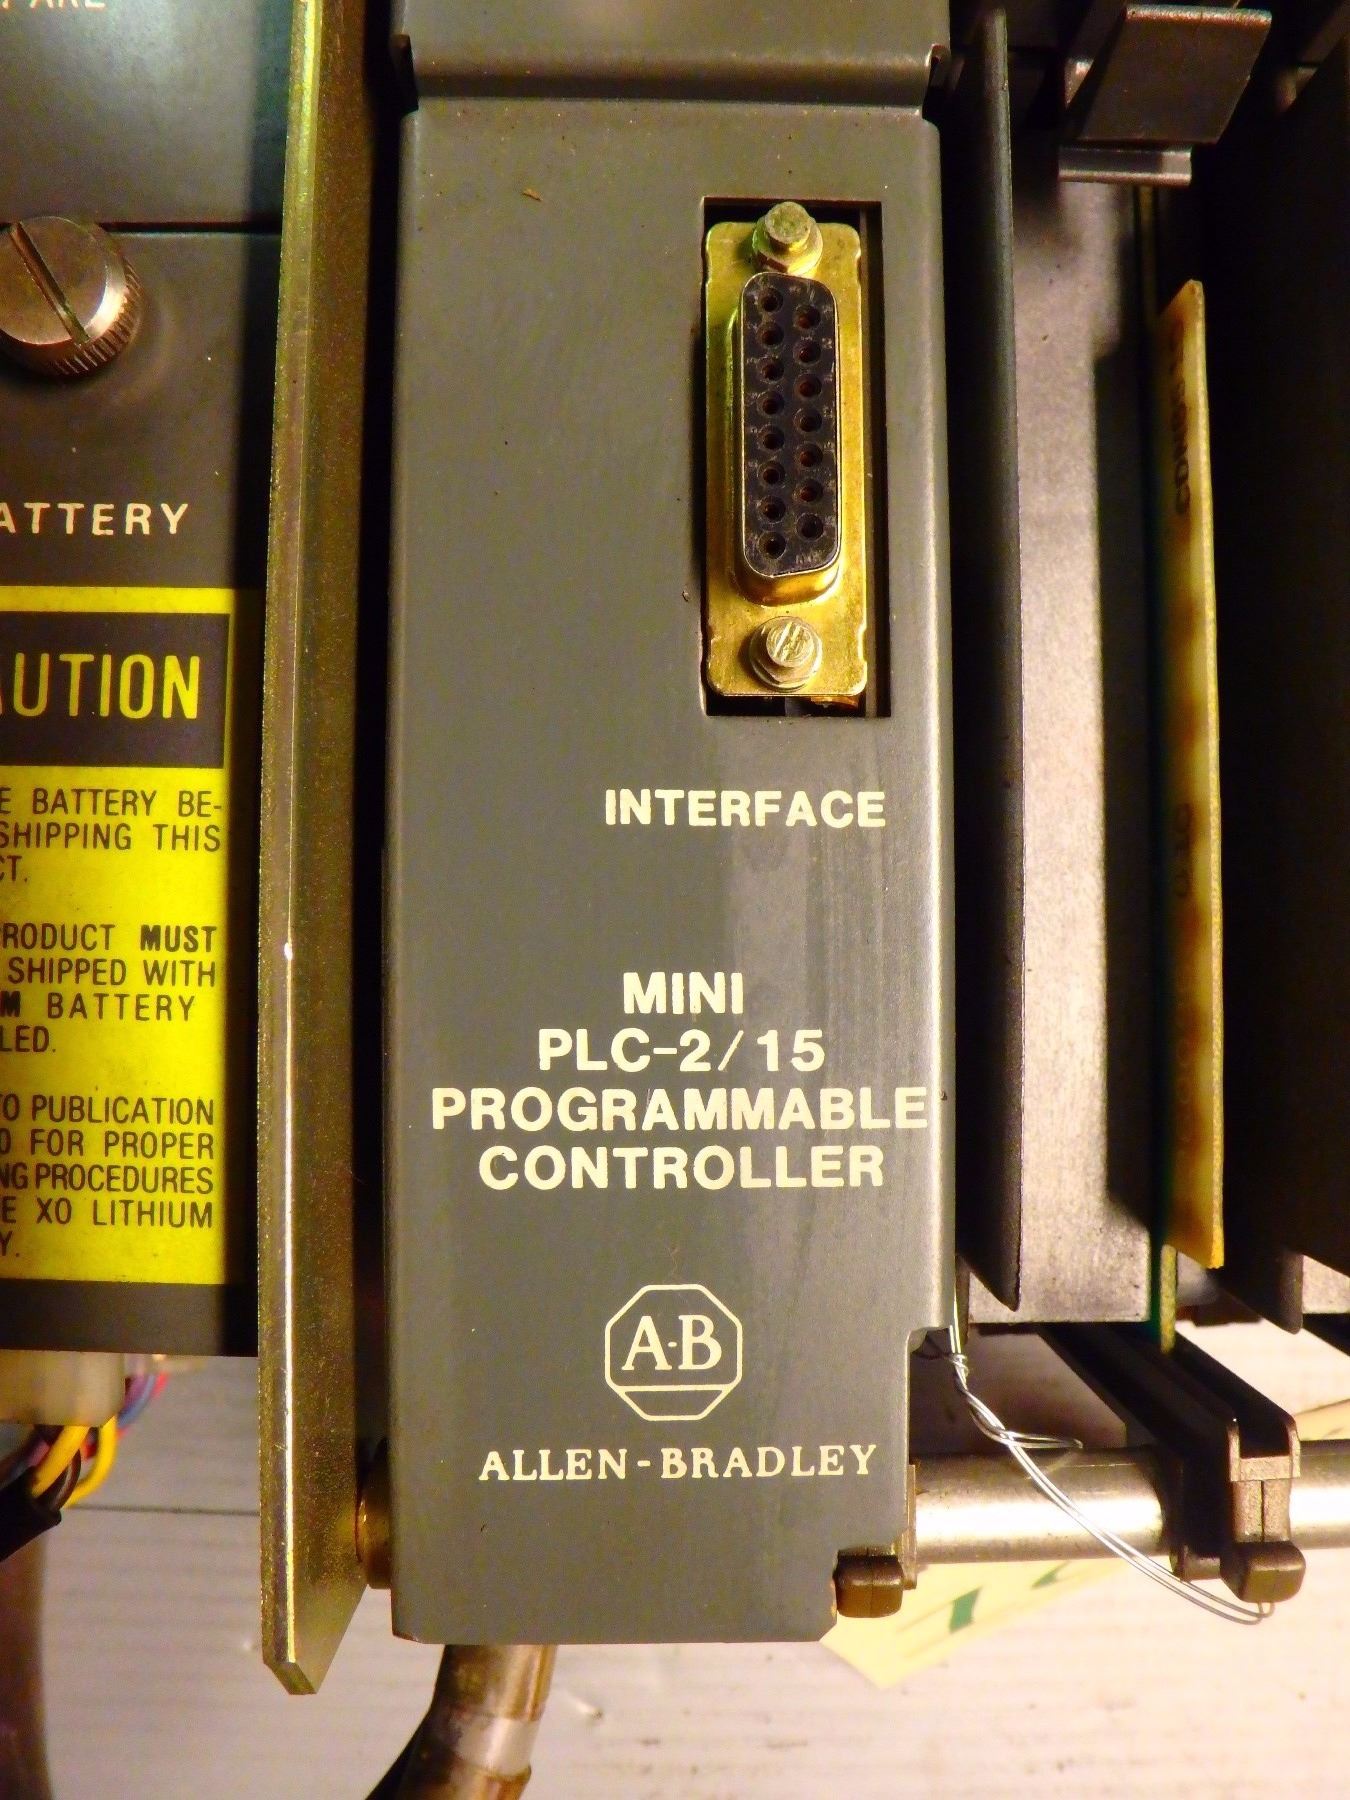 ATTERY
AUTION
E BATTERY BE-
SHIPPING THIS
CT.
RODUCT MUST
SHIPPED WITH
M BATTERY
LED.
TO PUBLICATION
0 FOR PROPER
NG PROCEDURES
E XO LITHIUM
Y.
INTERFACE
MINI
PLC-2/15
PROGRAMMABLE
CONTROLLER
A·B
ALLEN-BRADLEY